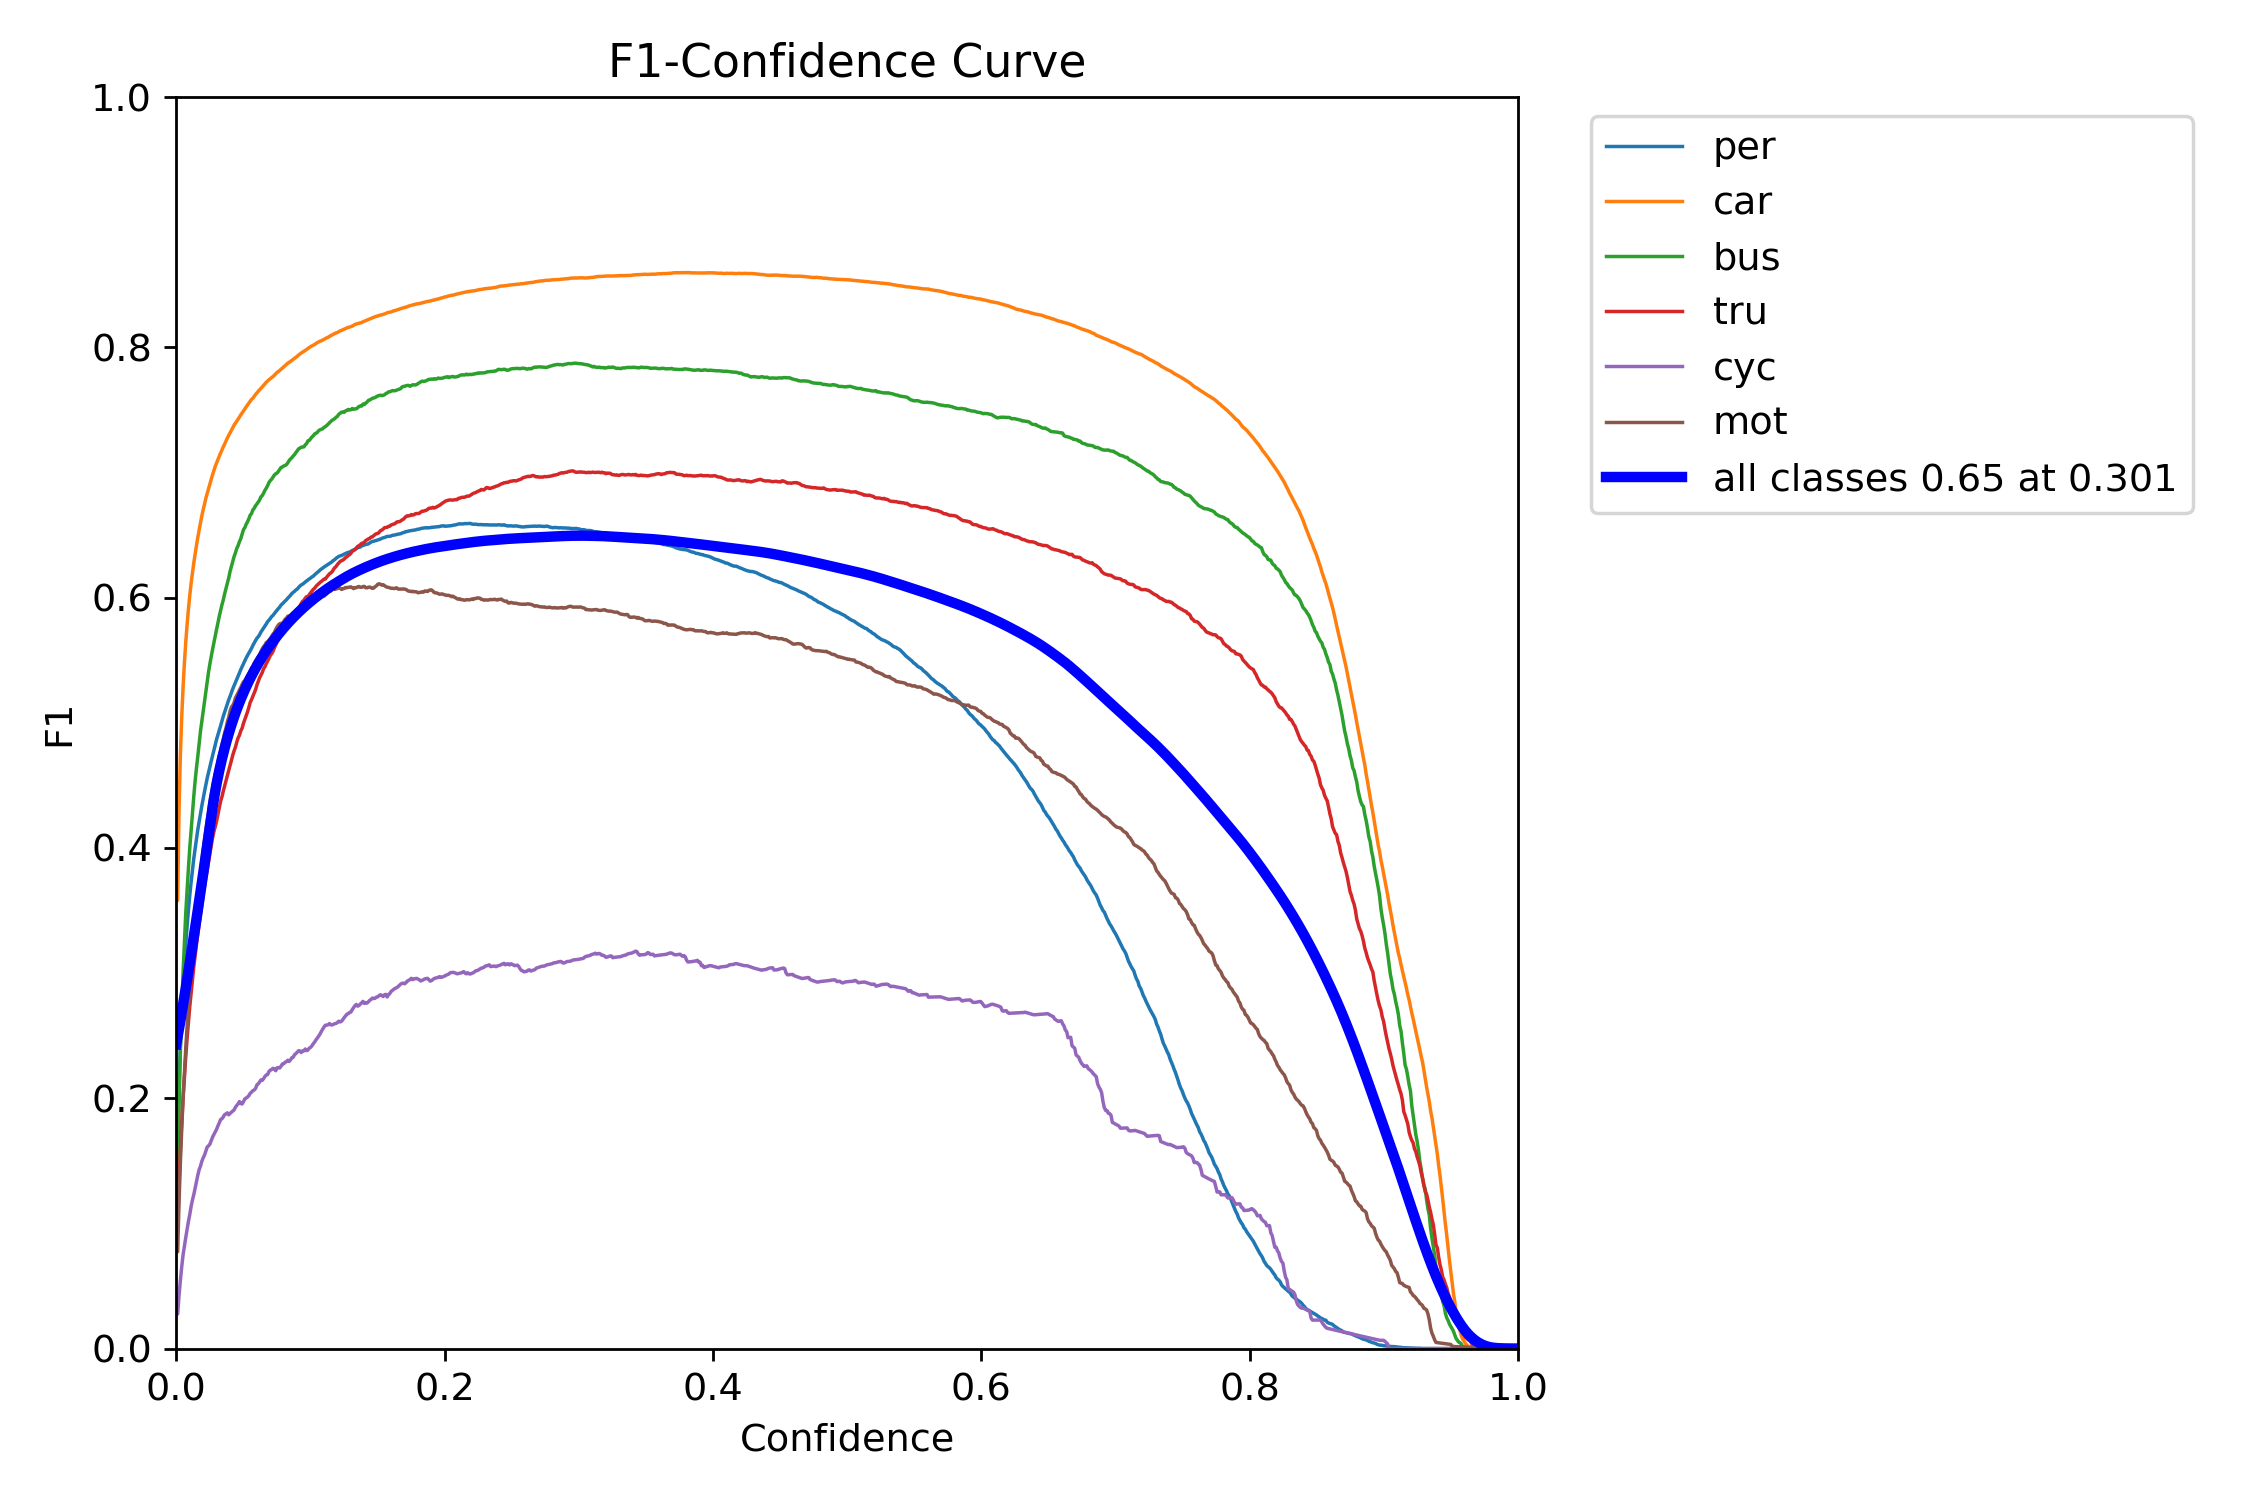 F1-Confidence Curve
1.0
0.8
0.6
0.4
0.2
0.0
F1
0.0 0.2 0.4 0.6 0.8 1.0
Confidence
per
car
bus
tru
cyc
mot
all classes 0.65 at 0.301